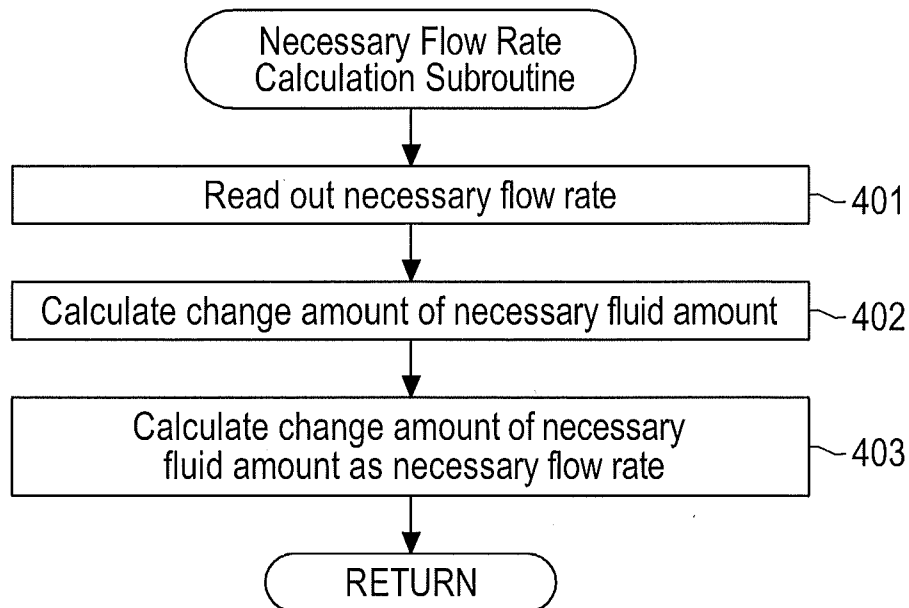 Necessary Flow Rate
Calculation Subroutine
Read out necessary flow rate
401
Calculate change amount of necessary fluid amount
402
Calculate change amount of necessary
fluid amount as necessary flow rate
403
RETURN